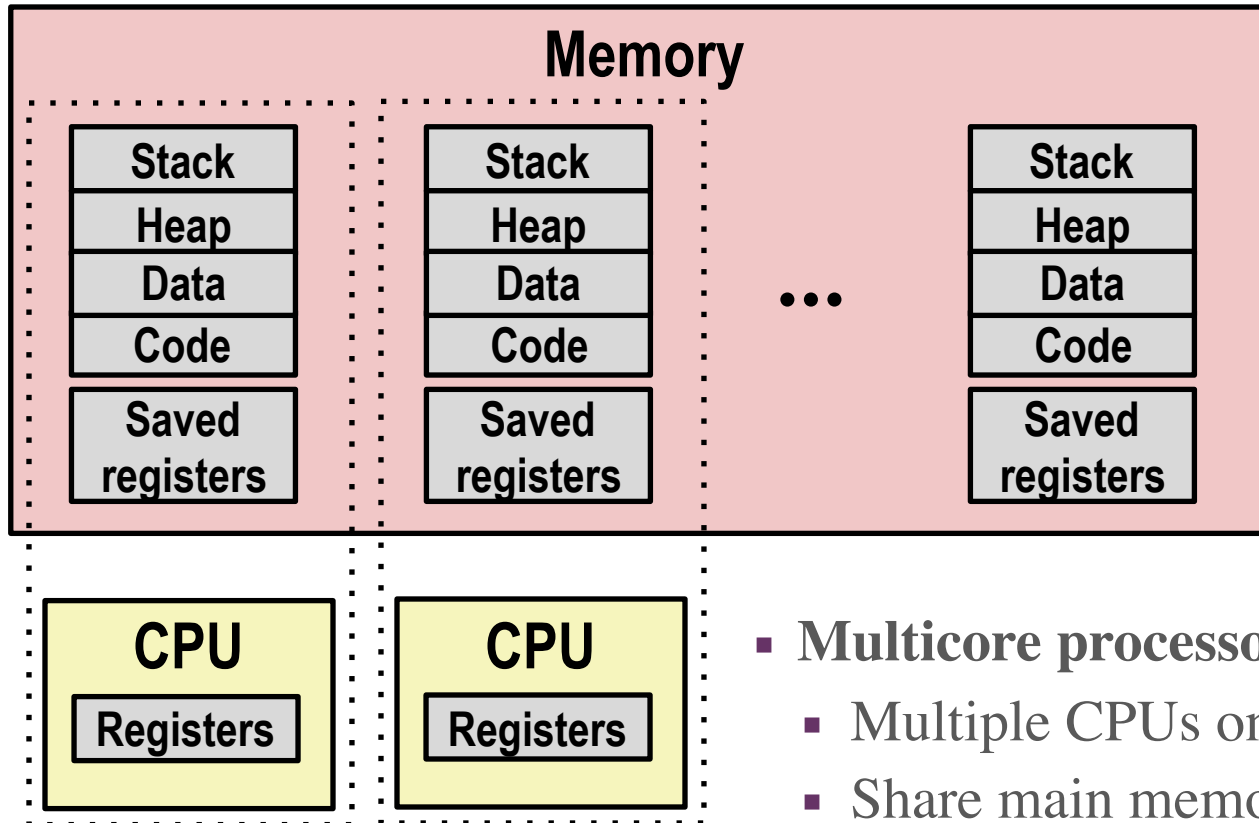 Memory
Stack
Heap
Data
Code
Saved
registers
Stack
Heap
Data
Code
Saved
registers
...
Stack
Heap
Data
Code
Saved
registers
CPU
Registers
CPU
Registers
▪ Multicore
▪ Multiple CPUs
▪ Share main